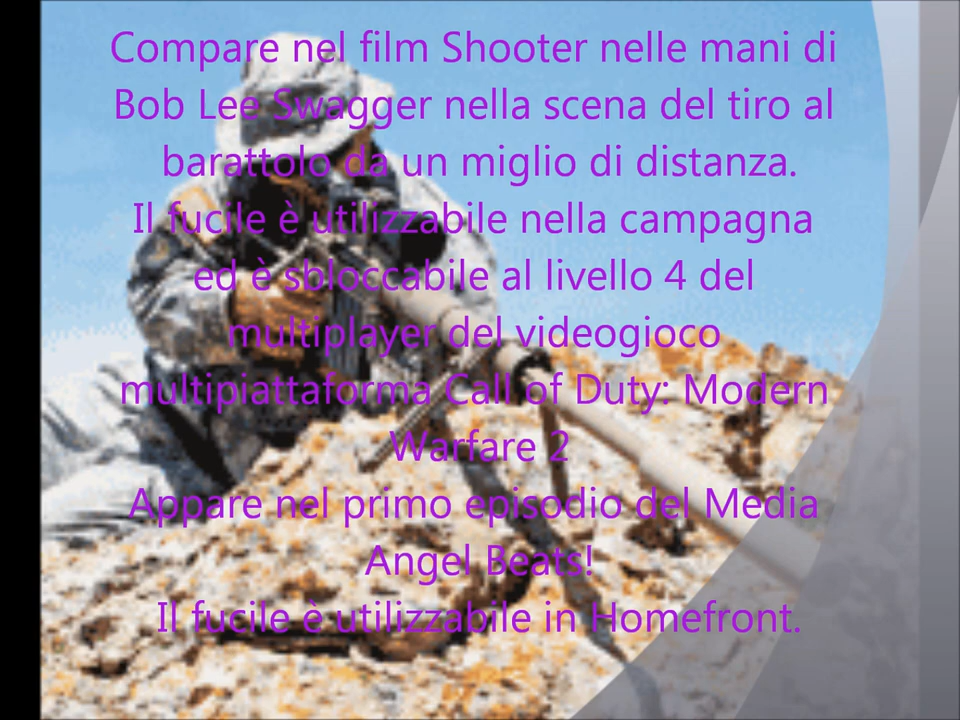 Compare nel film Shooter nelle mani di
Bob Lee Swagger nella scena del tiro al
barattolo da un miglio di distanza.
Il fucile è utilizzabile nella campagna
ed è sbloccabile al livello 4 del
multiplayer del videogioco
multipiattaforma Call of Duty: Modern
Warfare 2
Appare nel primo episodio del Media
Angel Beats!
Il fucile è utilizzabile in Homefront.